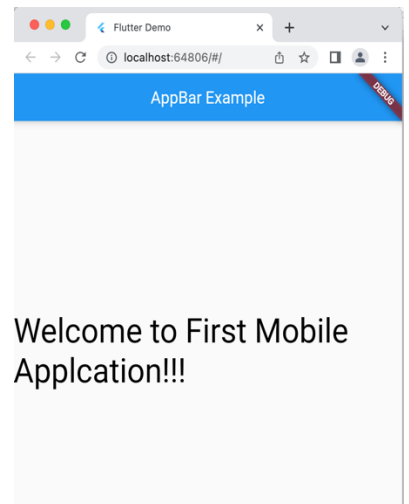 Flutter Demo
localhost:64806/#/
AppBar Example
DEBUG
Welcome to First Mobile
Applcation!!!